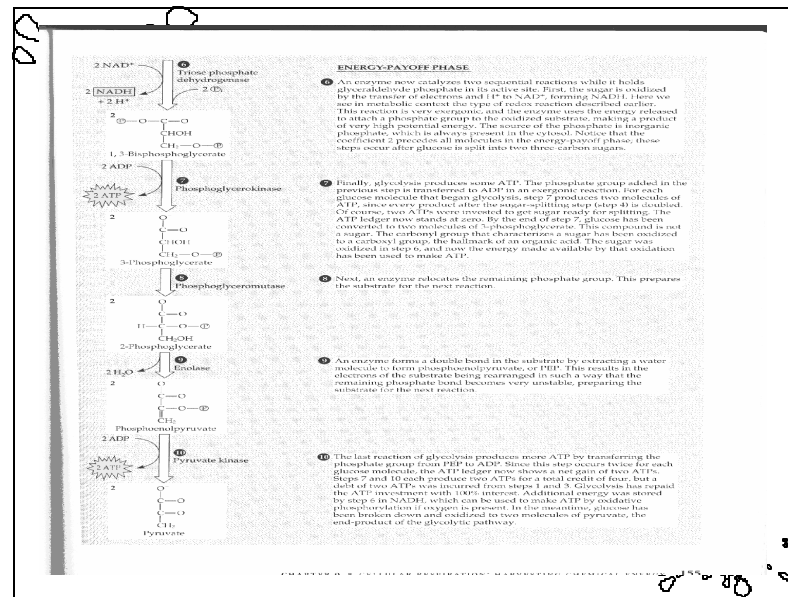 2 NAD+
6
Triose phosphate
dehydrogenase
2 NADH
+ 2 H+
2 P
2
P—O—C—O
CHOH
CH2—O—P
1, 3-Bisphosphoglycerate
2 ADP
7
Phosphoglycerokinase
2 ATP
2
O
C—O
CHOH
CH2—O—P
3-Phosphoglycerate
8
Phosphoglyceromutase
2
O
C—O
H—C—O—P
CH2OH
2-Phosphoglycerate
9
Enolase
2 H2O
2
O
C—O
C—O—P
CH2
Phosphoenolpyruvate
2 ADP
10
Pyruvate kinase
2 ATP
2
O
C—O
C—O
CH3
Pyruvate
ENERGY-PAYOFF PHASE
6 An enzyme now catalyzes two sequential reactions while it holds
glyceraldehyde phosphate in its active site. First, the sugar is oxidized
by the transfer of electrons and H+ to NAD+, forming NADH. Here we
see in metabolic context the type of redox reaction described earlier.
This reaction is very exergonic, and the enzyme uses the energy released
to attach a phosphate group to the oxidized substrate, making a product
of very high potential energy. The source of the phosphate is inorganic
phosphate, which is always present in the cytosol. Notice that the
coefficient 2 precedes all molecules in the energy-payoff phase; these
steps occur after glucose is split into two three-carbon sugars.
7 Finally, glycolysis produces some ATP. The phosphate group added in the
previous step is transferred to ADP in an exergonic reaction. For each
glucose molecule that began glycolysis, step 7 produces two molecules of
ATP, since every product after the sugar-splitting step (step 4) is doubled.
Of course, two ATPs were invested to get sugar ready for splitting. The
ATP ledger now stands at zero. By the end of step 7, glucose has been
converted to two molecules of 3-phosphoglycerate. This compound is not
a sugar. The carbonyl group that characterizes a sugar has been oxidized
to a carboxyl group, the hallmark of an organic acid. The sugar was
oxidized in step 6, and now the energy made available by that oxidation
has been used to make ATP.
8 Next, an enzyme relocates the remaining phosphate group. This prepares
the substrate for the next reaction.
9 An enzyme forms a double bond in the substrate by extracting a water
molecule to form phosphoenolpyruvate, or PEP. This results in the
electrons of the substrate being rearranged in such a way that the
remaining phosphate bond becomes very unstable, preparing the
substrate for the next reaction.
10 The last reaction of glycolysis produces more ATP by transferring the
phosphate group from PEP to ADP. Since this step occurs twice for each
glucose molecule, the ATP ledger now shows a net gain of two ATPs.
Steps 7 and 10 each produce two ATPs for a total credit of four, but a
debt of two ATPs was incurred from steps 1 and 3. Glycolysis has repaid
the ATP investment with 100% interest. Additional energy was stored
by step 6 in NADH, which can be used to make ATP by oxidative
phosphorylation if oxygen is present. In the meantime, glucose has
been broken down and oxidized to two molecules of pyruvate, the
end-product of the glycolytic pathway.
155